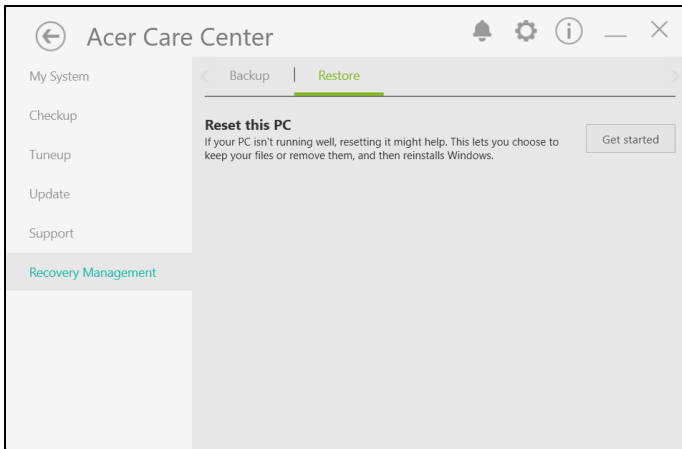 Acer Care Center
My System
Backup
Restore
Checkup
Reset this PC
If your PC isn't running well, resetting it might help. This lets you choose to
keep your files or remove them, and then reinstalls Windows.
Get started
Tuneup
Update
Support
Recovery Management